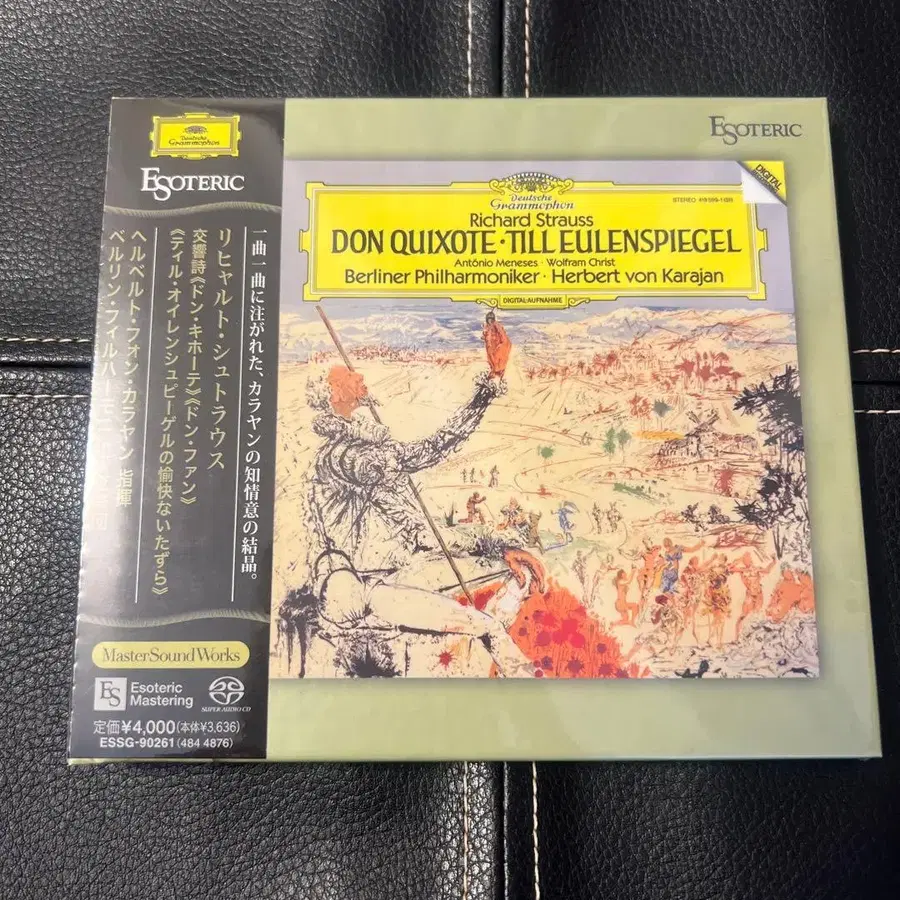 Deutsche
Grammophon
ESOTERIC
一曲一曲に注がれた、カラヤンの知情意の結晶。
リヒャルト・シュトラウス
交響詩《ドン・キホーテ》《ドン・ファン》
《ティル・オイレンシュピーゲルの愉快ないたずら》
ヘルベルト・フォン・カラヤン 指揮
ベルリン・フィルハーモニー
MasterSoundWorks
ES
Esoteric
Mastering
SUPER AUDIO CD
定価¥4,000(本体¥3,636)
ESSG-90261 (484 4876)
ESOTERIC
DIGITAL
Deutsche
Grammophon
STEREO
Richard Strauss
DON QUIXOTE · TILL EULENSPIEGEL
Antônio Meneses · Wolfram Christ
Berliner Philharmoniker · Herbert von Karajan
DIGITAL-AUFNAHME